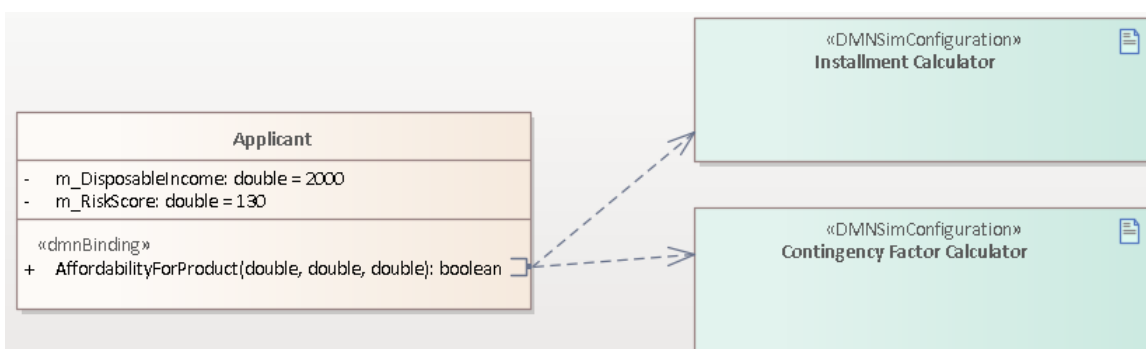 Applicant
- m_DisposableIncome: double = 2000
- m_RiskScore: double = 130
«dmnBinding»
+ AffordabilityForProduct(double, double, double): boolean
«DMNSimConfiguration»
Installment Calculator
«DMNSimConfiguration»
Contingency Factor Calculator